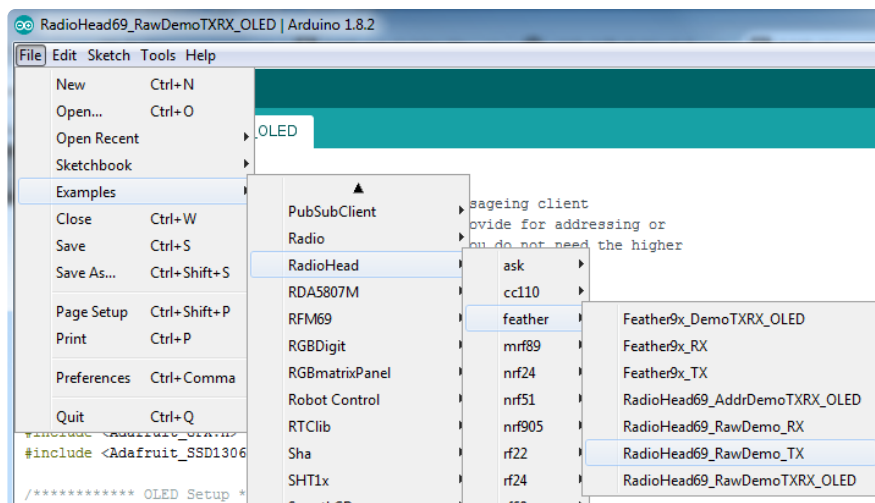 RadioHead69_RawDemoTXRX_OLED | Arduino 1.8.2
File Edit Sketch Tools Help
New Ctrl+N
Open... Ctrl+O
Open Recent
Sketchbook
Examples
Close Ctrl+W
Save Ctrl+S
Save As... Ctrl+Shift+S
Page Setup Ctrl+Shift+P
Print Ctrl+P
Preferences Ctrl+Comma
Quit Ctrl+Q
_OLED
sageing client
ovide for addressing or
ou do not need the higher
PubSubClient
Radio
RadioHead
RDA5807M
RFM69
RGBDigit
RGBmatrixPanel
Robot Control
RTClib
Sha
SHT1x
ask
cc110
feather
mrf89
nrf24
nrf51
nrf905
rf22
rf24
Feather9x_DemoTXRX_OLED
Feather9x_RX
Feather9x_TX
RadioHead69_AddrDemoTXRX_OLED
RadioHead69_RawDemo_RX
RadioHead69_RawDemo_TX
RadioHead69_RawDemoTXRX_OLED
#include <Adafruit_GFX.h>
#include <Adafruit_SSD1306
/************ OLED Setup *